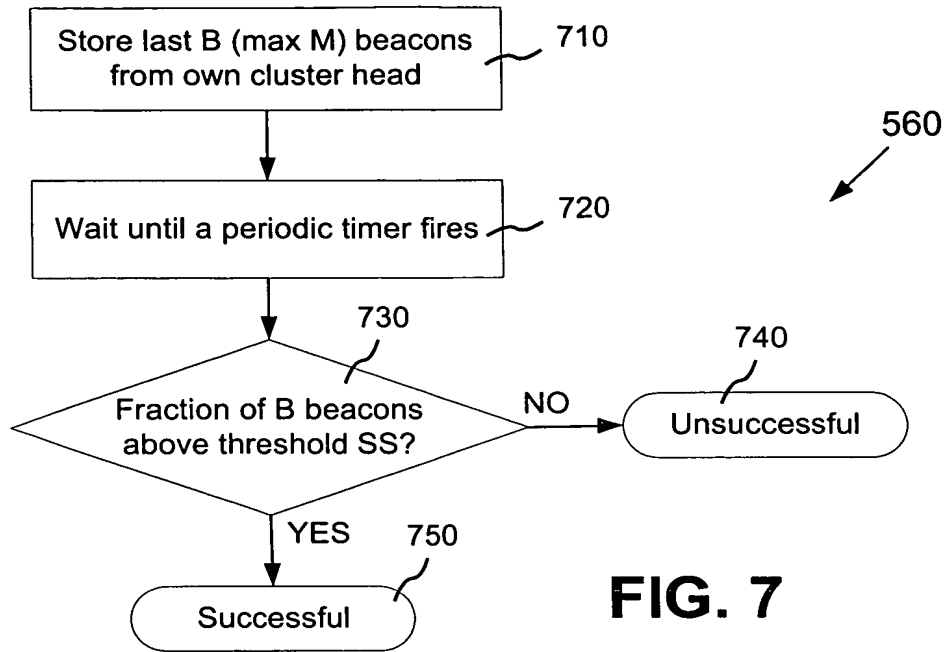 Store last B (max M) beacons
from own cluster head
710
560
Wait until a periodic timer fires
720
730
Fraction of B beacons
above threshold SS?
NO
740
Unsuccessful
YES
750
Successful
FIG. 7